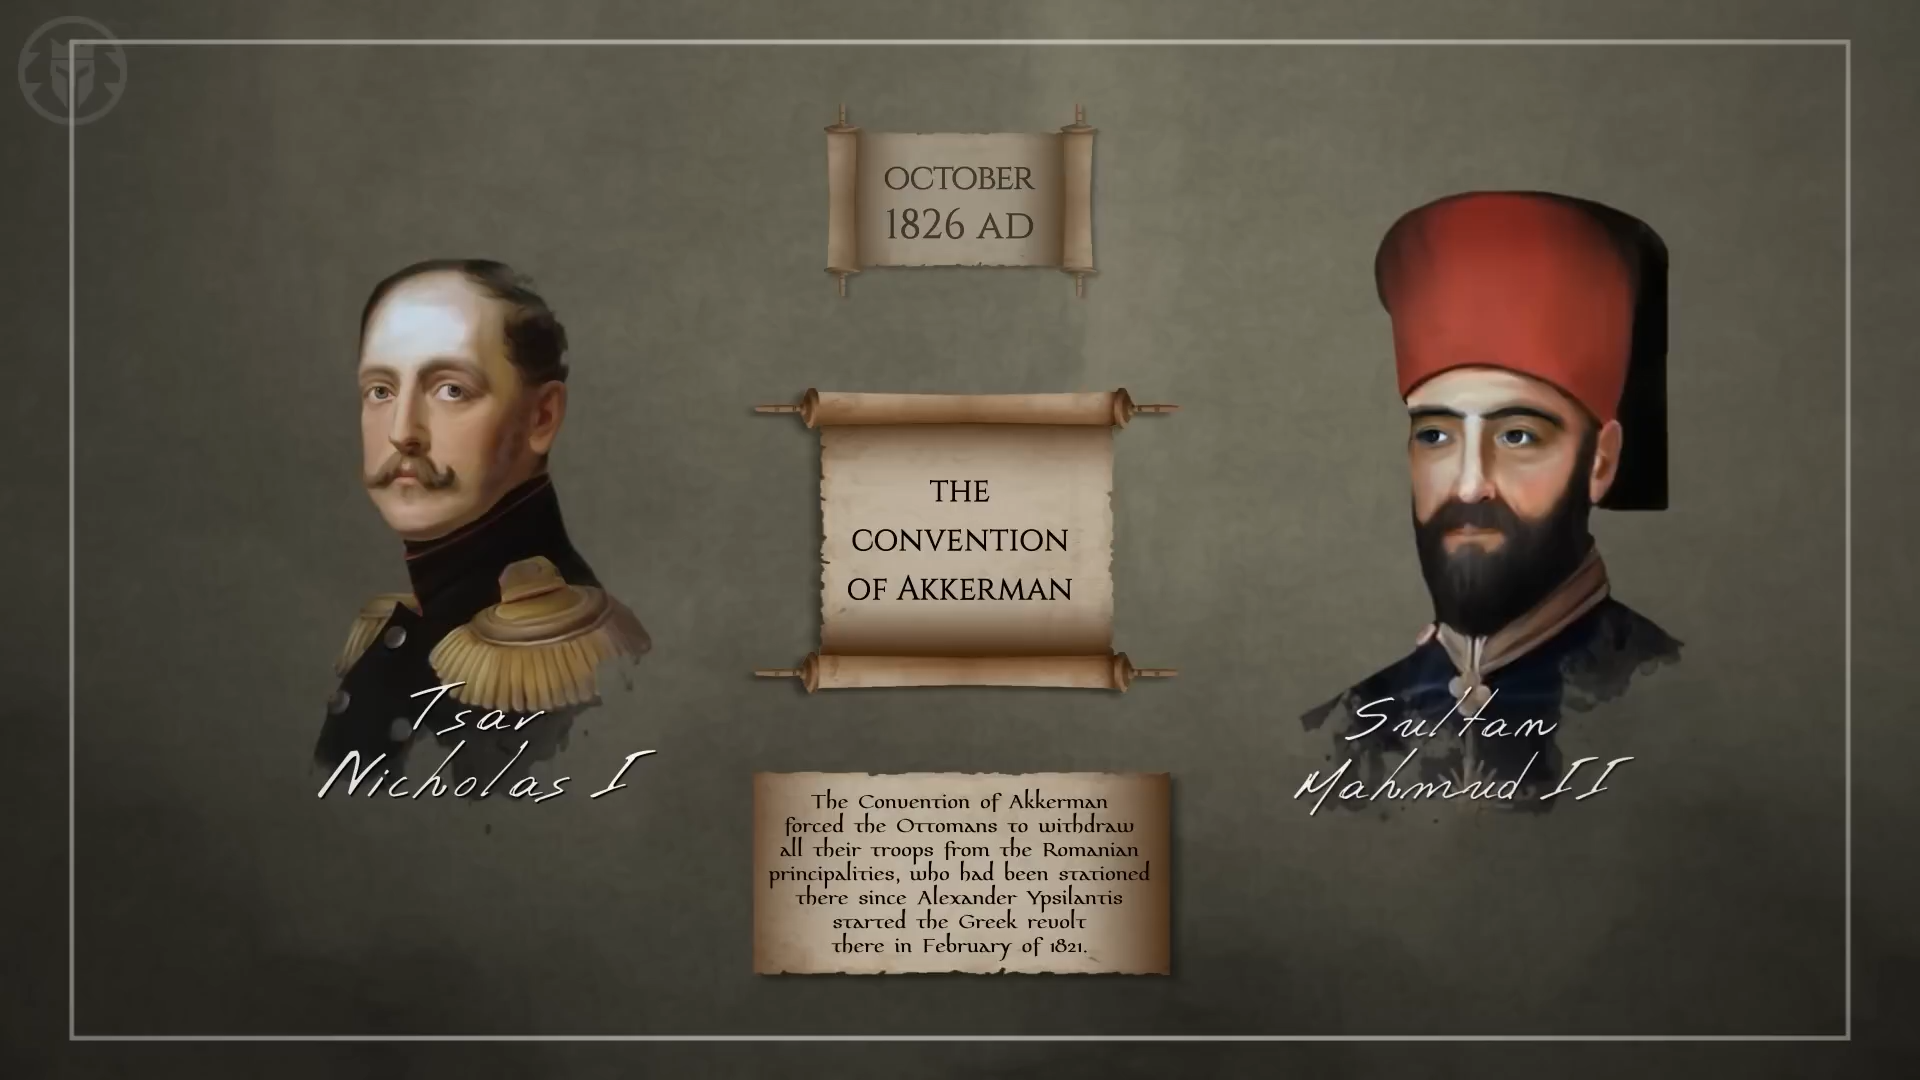 OCTOBER
1826 AD
THE
CONVENTION
OF AKKERMAN
Tsar
Nicholas I
Sultan
Mahmud II
The Convention of Akkerman
forced the Ottomans to withdraw
all their troops from the Romanian
principalities, who had been stationed
there since Alexander Ypsilantis
started the Greek revolt
there in February of 1821.